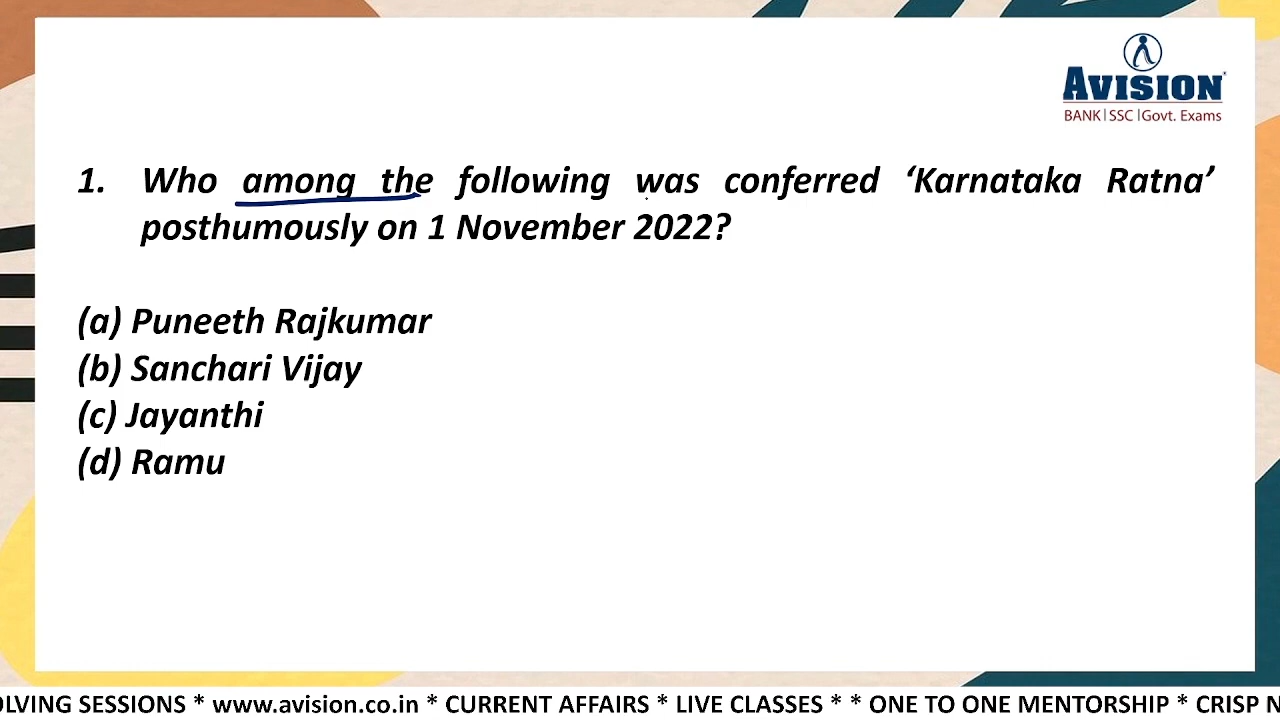 AVISION
BANK | SSC | Govt. Exams
1. Who among the following was conferred ‘Karnataka Ratna’
posthumously on 1 November 2022?
(a) Puneeth Rajkumar
(b) Sanchari Vijay
(c) Jayanthi
(d) Ramu
OLVING SESSIONS * www.avision.co.in * CURRENT AFFAIRS * LIVE CLASSES * * ONE TO ONE MENTORSHIP * CRISP N